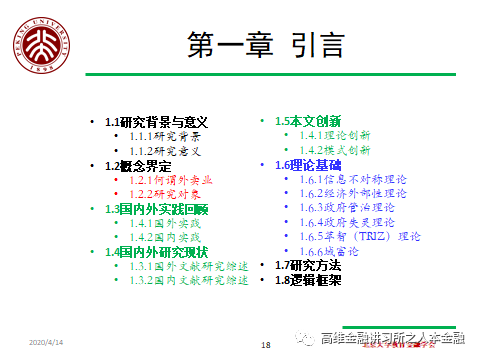 PEKING UNIVERSITY
1898
第一章 引言
• 1.1研究背景与意义
• 1.1.1研究背景
• 1.1.2研究意义
• 1.2概念界定
• 1.2.1何谓外卖业
• 1.2.2研究对象
• 1.3国内外实践回顾
• 1.4.1国外实践
• 1.4.2国内实践
• 1.4国内外研究现状
• 1.3.1国外文献研究综述
• 1.3.2国内文献研究综述
• 1.5本文创新
• 1.4.1理论创新
• 1.4.2模式创新
• 1.6理论基础
• 1.6.1信息不对称理论
• 1.6.2经济外部性理论
• 1.6.3政府管治理论
• 1.6.4政府失灵理论
• 1.6.5萃智（TRIZ）理论
• 1.6.6城富论
• 1.7研究方法
• 1.8逻辑框架
2020/4/14
18
高维金融讲习所之人本金融